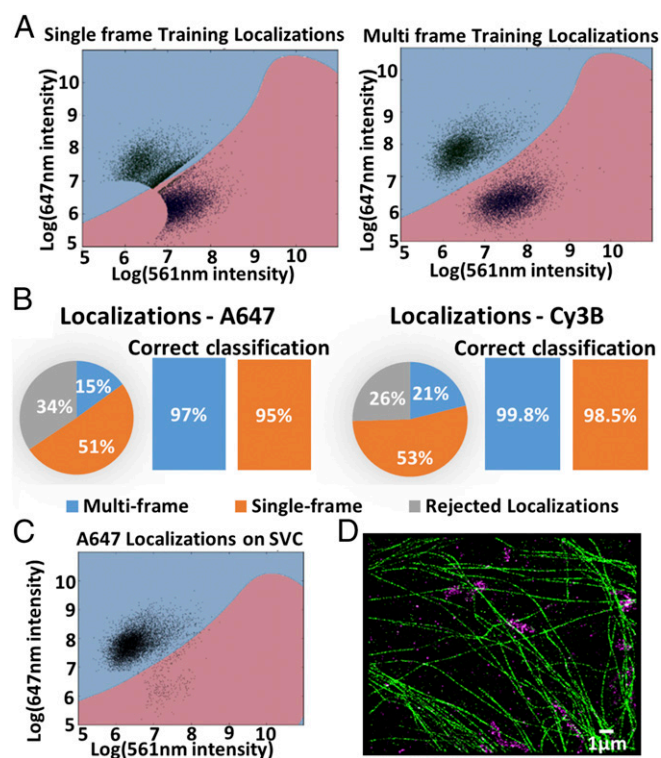 A
Single frame Training Localizations
Multi frame Training Localizations
Log(647nm intensity)
10
9
8
7
6
5
5 6 7 8 9 10
Log(561nm intensity)
Log(647nm intensity)
10
9
8
7
6
5
5 6 7 8 9 10
Log(561nm intensity)
B
Localizations - A647
Localizations - Cy3B
Correct classification
Correct classification
15%
34%
51%
97%
95%
21%
26%
53%
99.8%
98.5%
Multi-frame
Single-frame
Rejected Localizations
C
A647 Localizations on SVC
Log(647nm intensity)
10
9
8
7
6
5
5 6 7 8 9 10
Log(561nm intensity)
D
1μm